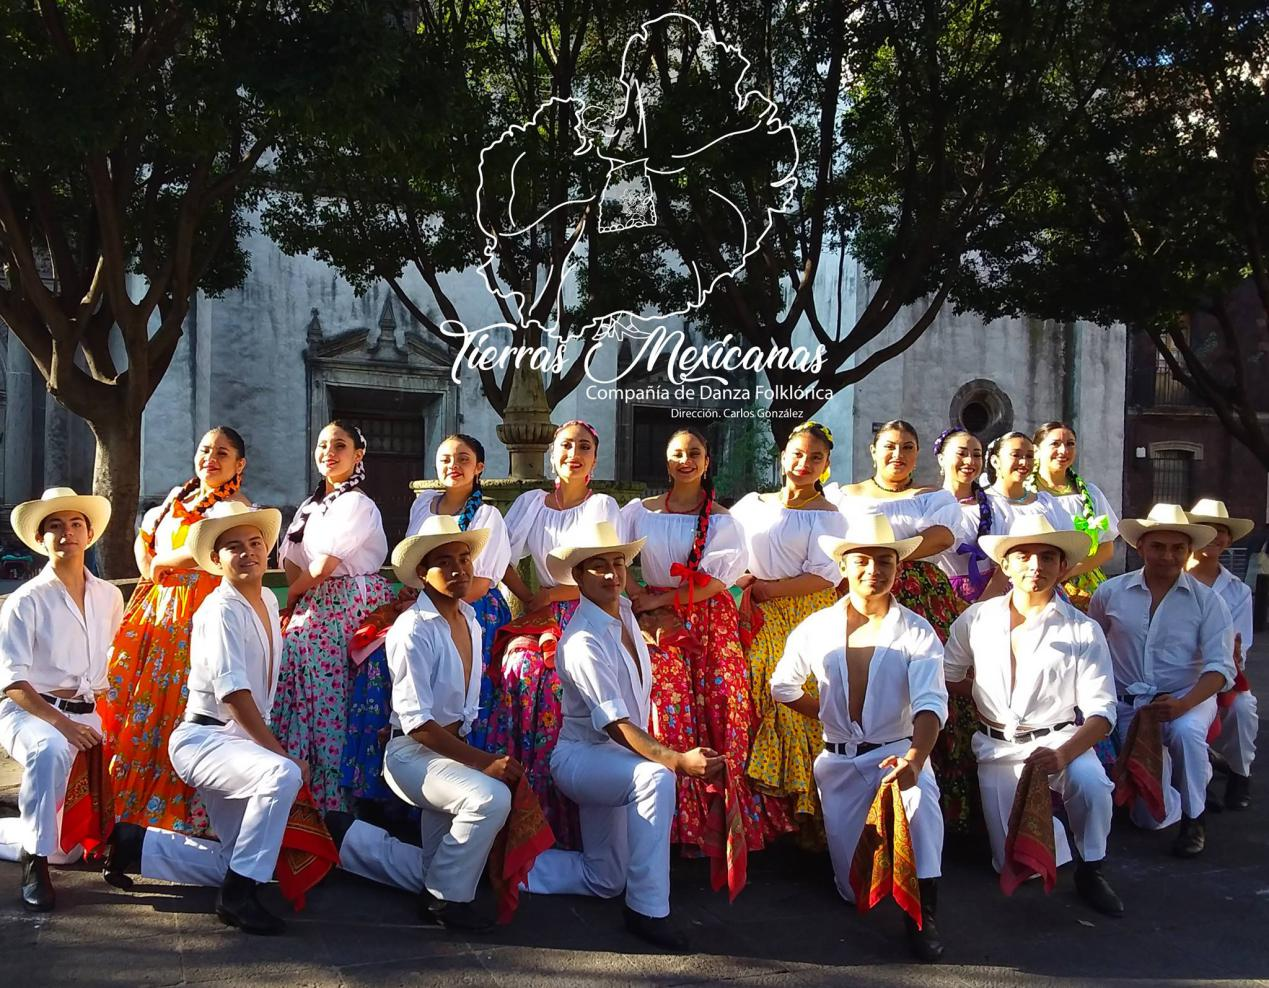 Tierras Mexicanas
Compañía de Danza Folklórica
Dirección. Carlos González